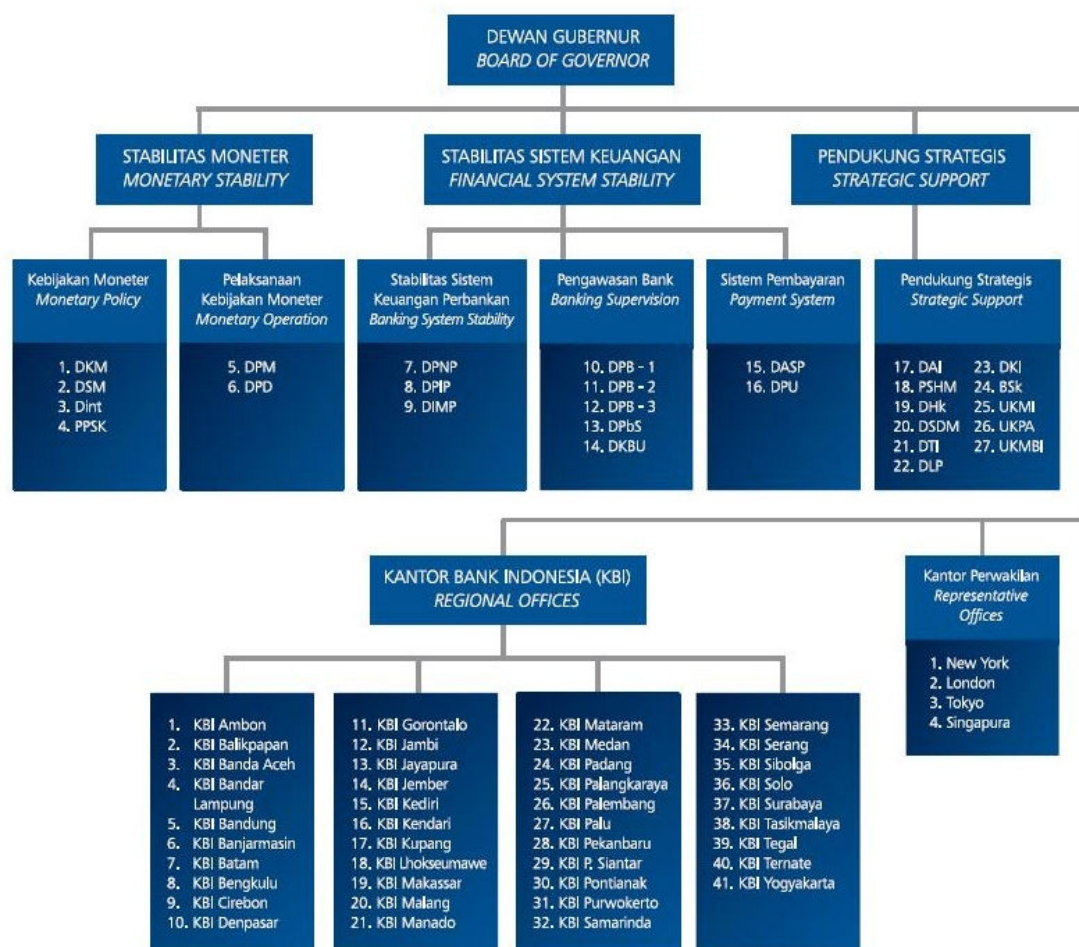 DEWAN GUBERNUR
BOARD OF GOVERNOR
STABILITAS MONETER
MONETARY STABILITY
STABILITAS SISTEM KEUANGAN
FINANCIAL SYSTEM STABILITY
PENDUKUNG STRATEGIS
STRATEGIC SUPPORT
Kebijakan Moneter
Monetary Policy
1. DKM
2. DSM
3. Dint
4. PPSK
Pelaksanaan
Kebijakan Moneter
Monetary Operation
5. DPM
6. DPD
Stabilitas Sistem
Keuangan Perbankan
Banking System Stability
7. DPNP
8. DPIP
9. DIMP
Pengawasan Bank
Banking Supervision
10. DPB - 1
11. DPB - 2
12. DPB - 3
13. DPbS
14. DKBU
Sistem Pembayaran
Payment System
15. DASP
16. DPU
Pendukung Strategis
Strategic Support
17. DAI
18. PSHM
19. DHk
20. DSDM
21. DTI
22. DLP
23. DKI
24. BSk
25. UKMI
26. UKPA
27. UKMBI
KANTOR BANK INDONESIA (KBI)
REGIONAL OFFICES
1. KBI Ambon
2. KBI Balikpapan
3. KBI Banda Aceh
4. KBI Bandar
Lampung
5. KBI Bandung
6. KBI Banjarmasin
7. KBI Batam
8. KBI Bengkulu
9. KBI Cirebon
10. KBI Denpasar
11. KBI Gorontalo
12. KBI Jambi
13. KBI Jayapura
14. KBI Jember
15. KBI Kediri
16. KBI Kendari
17. KBI Kupang
18. KBI Lhokseumawe
19. KBI Makassar
20. KBI Malang
21. KBI Manado
22. KBI Mataram
23. KBI Medan
24. KBI Padang
25. KBI Palangkaraya
26. KBI Palembang
27. KBI Palu
28. KBI Pekanbaru
29. KBI P. Siantar
30. KBI Pontianak
31. KBI Purwokerto
32. KBI Samarinda
33. KBI Semarang
34. KBI Serang
35. KBI Sibolga
36. KBI Solo
37. KBI Surabaya
38. KBI Tasikmalaya
39. KBI Tegal
40. KBI Ternate
41. KBI Yogyakarta
Kantor Perwakilan
Representative
Offices
1. New York
2. London
3. Tokyo
4. Singapura